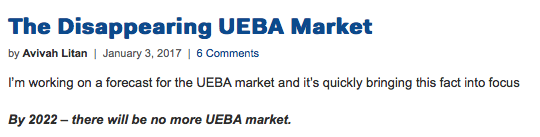 The Disappearing UEBA Market
by Avivah Litan | January 3, 2017 | 6 Comments
I'm working on a forecast for the UEBA market and it's quickly bringing this fact into focus
By 2022 – there will be no more UEBA market.